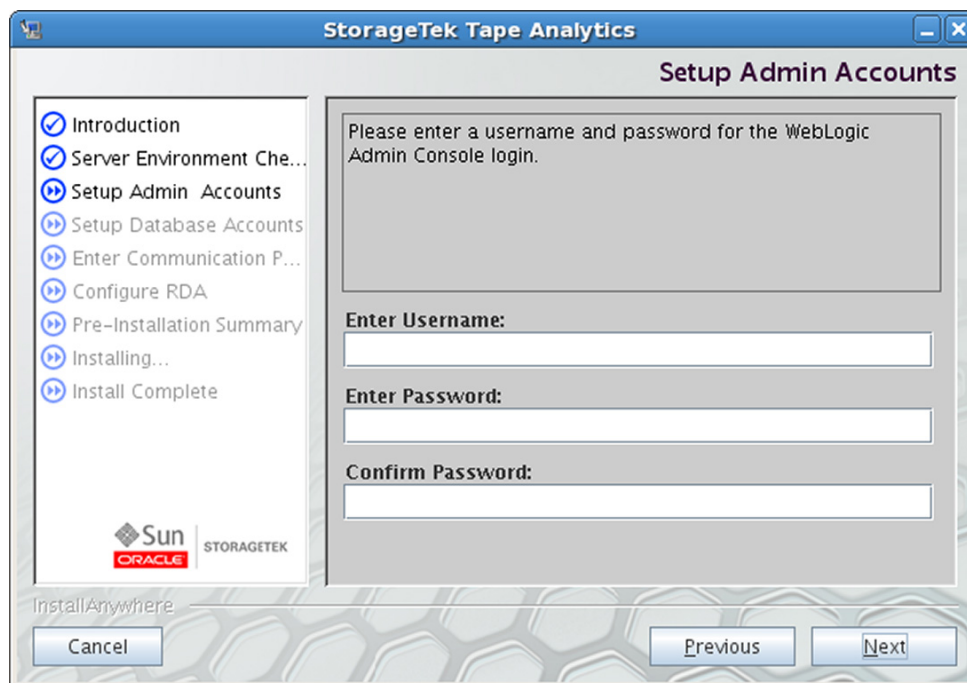 StorageTek Tape Analytics
Setup Admin Accounts
Introduction
Server Environment Che...
Setup Admin Accounts
Setup Database Accounts
Enter Communication P...
Configure RDA
Pre-Installation Summary
Installing...
Install Complete
Sun
ORACLE
STORAGETEK
Please enter a username and password for the WebLogic
Admin Console login.
Enter Username:
Enter Password:
Confirm Password:
InstallAnywhere
Cancel
Previous
Next